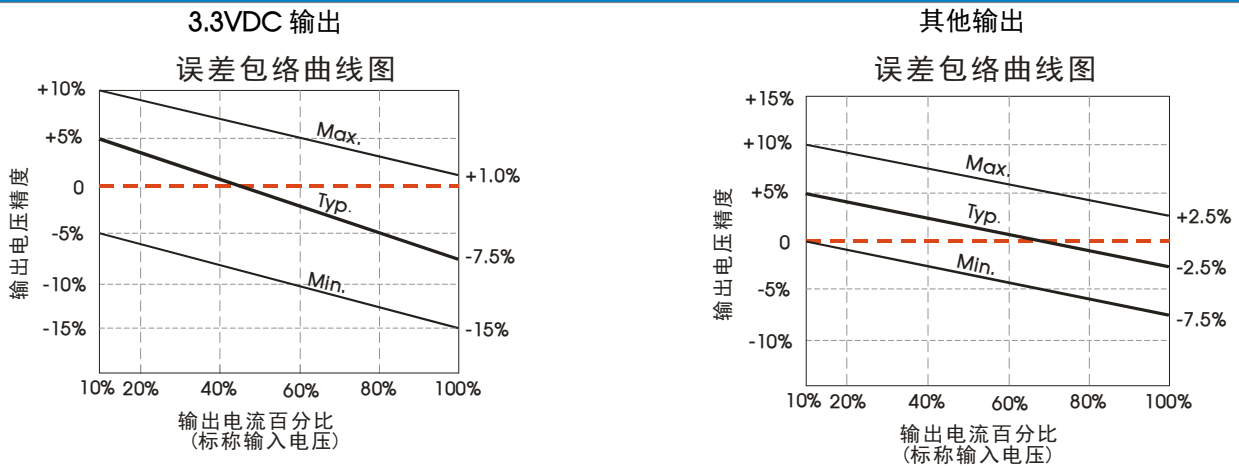 3.3VDC 输出
误差包络曲线图
+10%
+5%
0
-5%
-10%
-15%
输出电压精度
Max.
Typ.
Min.
+1.0%
-7.5%
-15%
10% 20% 40% 60% 80% 100%
输出电流百分比
(标称输入电压)
其他输出
误差包络曲线图
+15%
+10%
+5%
0
-5%
-10%
输出电压精度
Max.
Typ.
Min.
+2.5%
-2.5%
-7.5%
10% 20% 40% 60% 80% 100%
输出电流百分比
(标称输入电压)